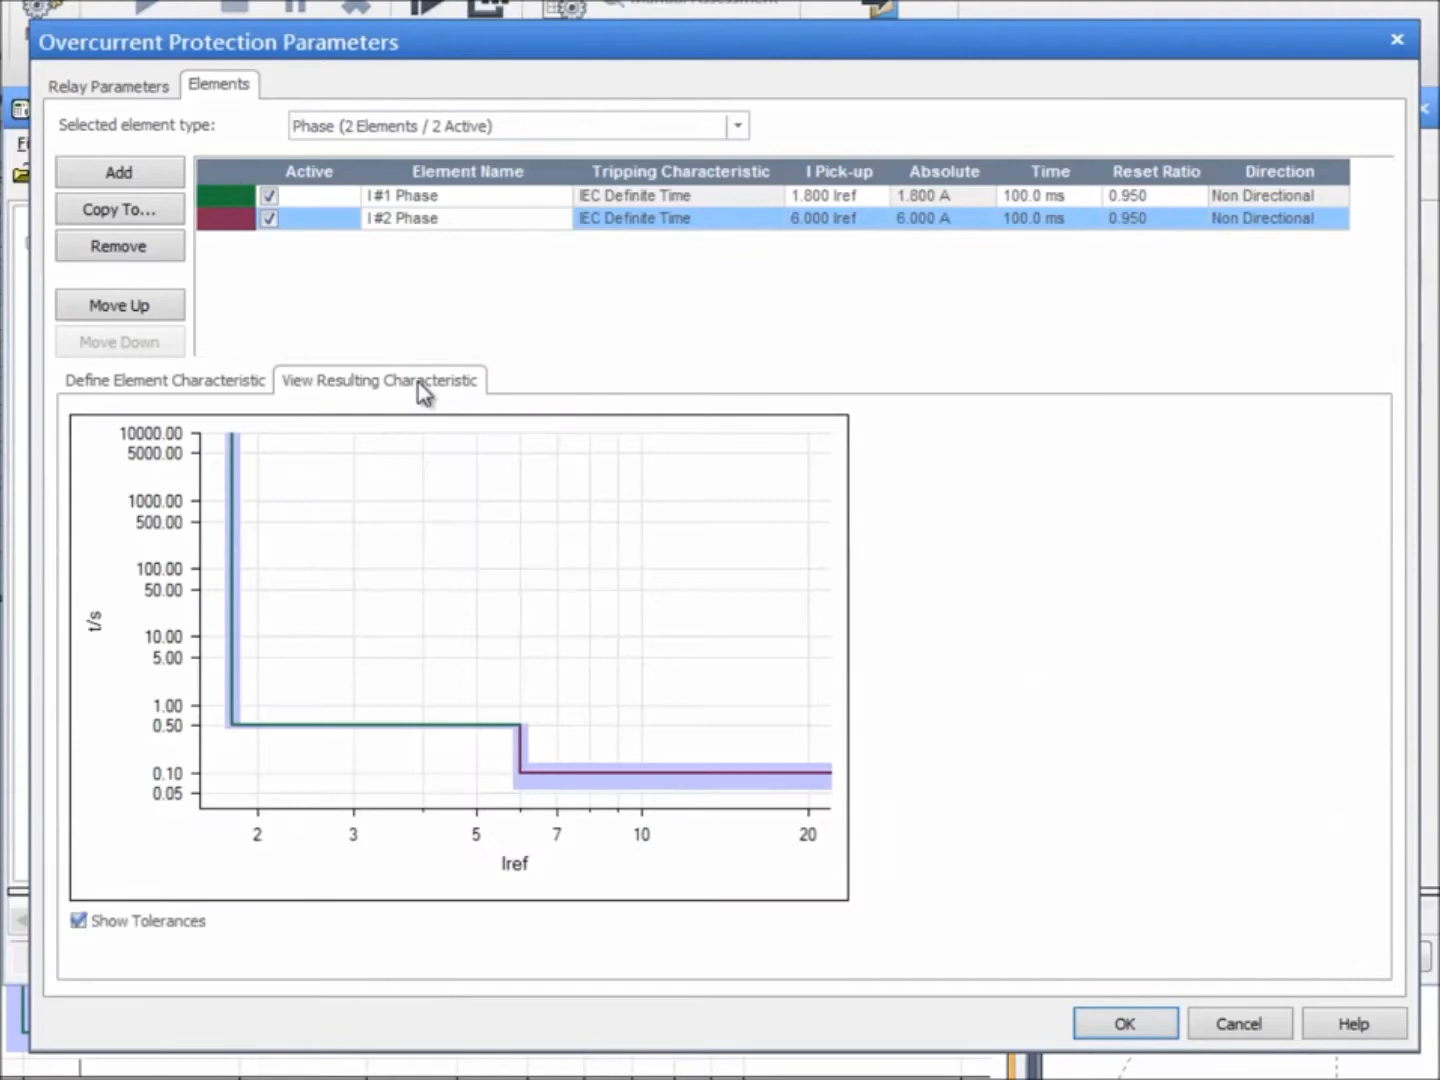 Manual Assessment
Overcurrent Protection Parameters
Relay Parameters Elements
Selected element type: Phase (2 Elements / 2 Active)
Add
Copy To...
Remove
Move Up
Move Down
Active Element Name Tripping Characteristic I Pick-up Absolute Time Reset Ratio Direction
I #1 Phase IEC Definite Time 1.800 Iref 1.800 A 100.0 ms 0.950 Non Directional
I #2 Phase IEC Definite Time 6.000 Iref 6.000 A 100.0 ms 0.950 Non Directional
Define Element Characteristic View Resulting Characteristic
10000.00
5000.00
1000.00
500.00
100.00
50.00
t/s
10.00
5.00
1.00
0.50
0.10
0.05
2 3 5 7 10 20
Iref
Show Tolerances
OK Cancel Help